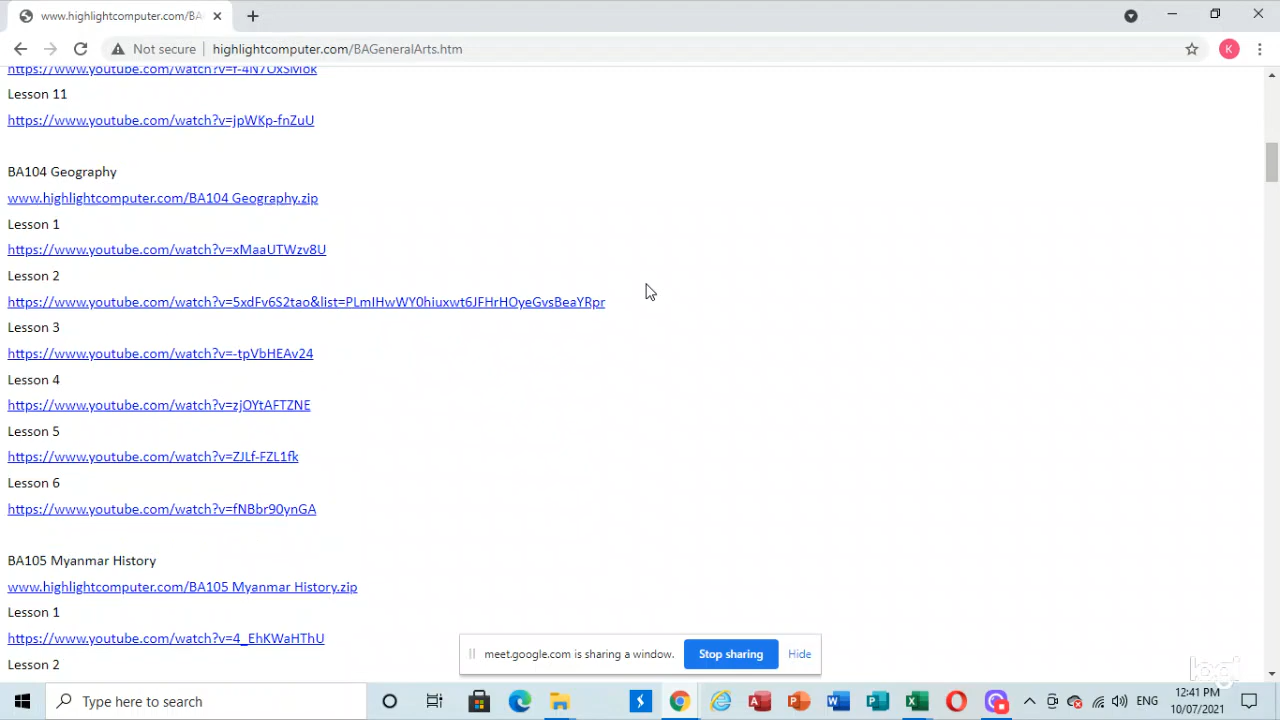 www.highlightcomputer.com/BA
Not secure
highlightcomputer.com/BAGeneralArts.htm
K
Lesson 11
https://www.youtube.com/watch?v=jpWKp-fnZuU
BA104 Geography
www.highlightcomputer.com/BA104 Geography.zip
Lesson 1
https://www.youtube.com/watch?v=xMaaUTWzv8U
Lesson 2
https://www.youtube.com/watch?v=5xdFv6S2tao&list=PLmIHwWY0hiuxwt6JFHrHOyeGvsBeaYRpr
Lesson 3
https://www.youtube.com/watch?v=-tpVbHEAv24
Lesson 4
https://www.youtube.com/watch?v=zjOYtAFTZNE
Lesson 5
https://www.youtube.com/watch?v=ZJLf-FZL1fk
Lesson 6
https://www.youtube.com/watch?v=fNBbr90ynGA
BA105 Myanmar History
www.highlightcomputer.com/BA105 Myanmar History.zip
Lesson 1
https://www.youtube.com/watch?v=4_EhKWaHThU
Lesson 2
meet.google.com is sharing a window.
Stop sharing
Hide
Type here to search
ENG
12:41 PM
10/07/2021